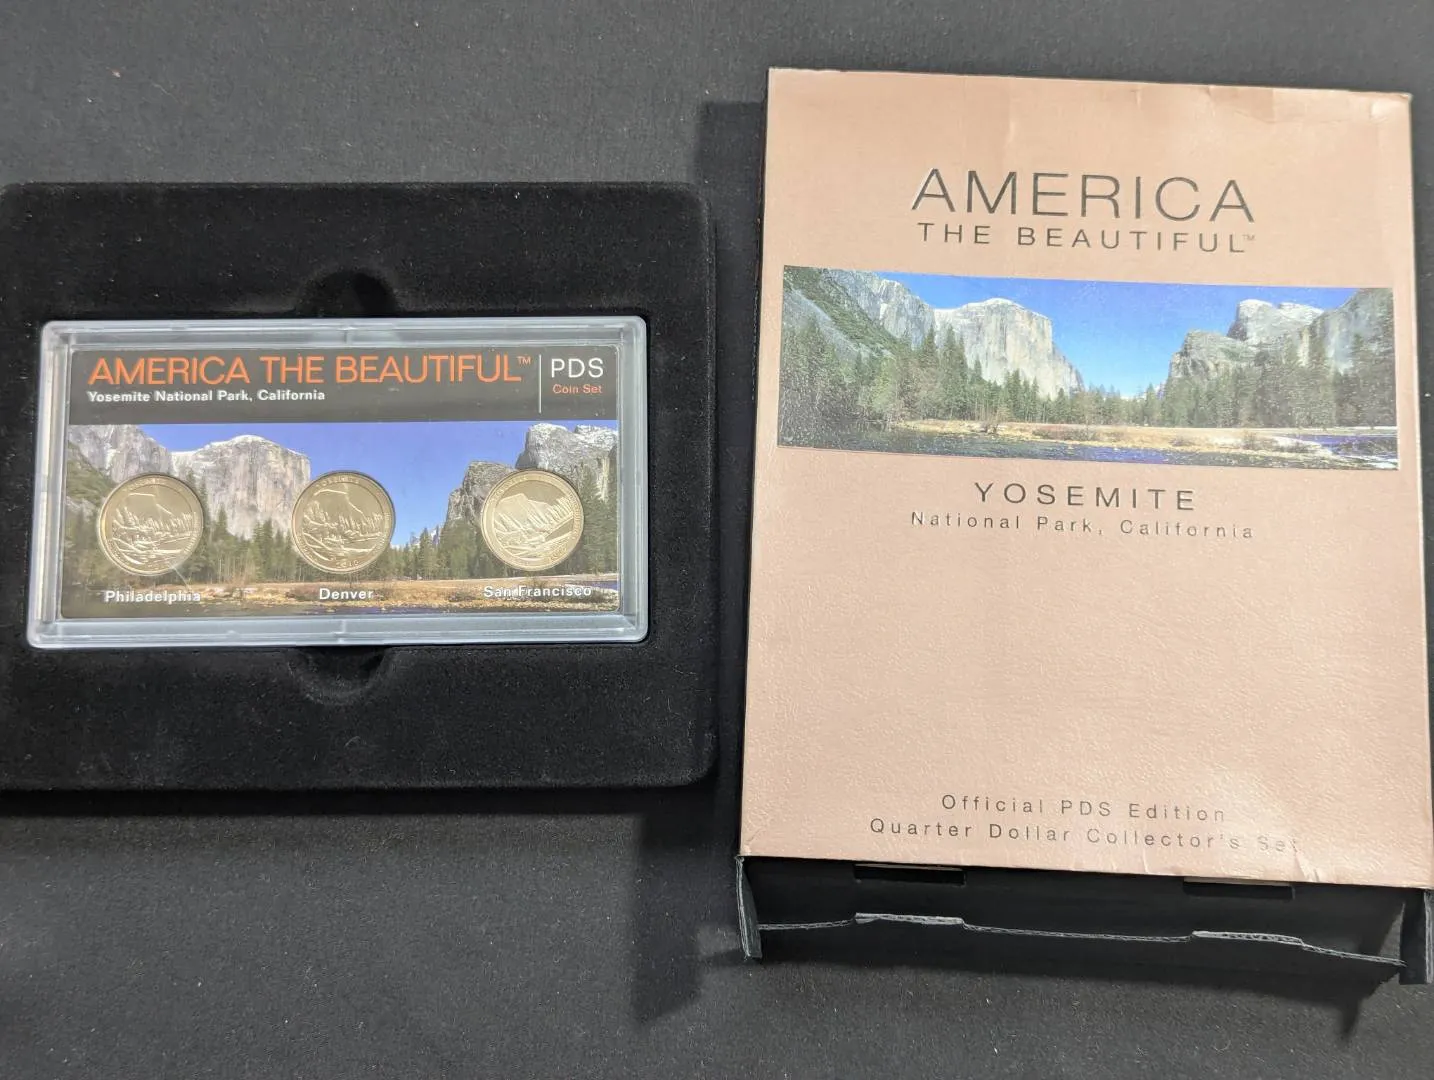 AMERICA THE BEAUTIFUL™
PDS
Coin Set
Yosemite National Park, California
Philadelphia
Denver
San Francisco
AMERICA
THE BEAUTIFUL™
YOSEMITE
National Park, California
Official PDS Edition
Quarter Dollar Collector's Set